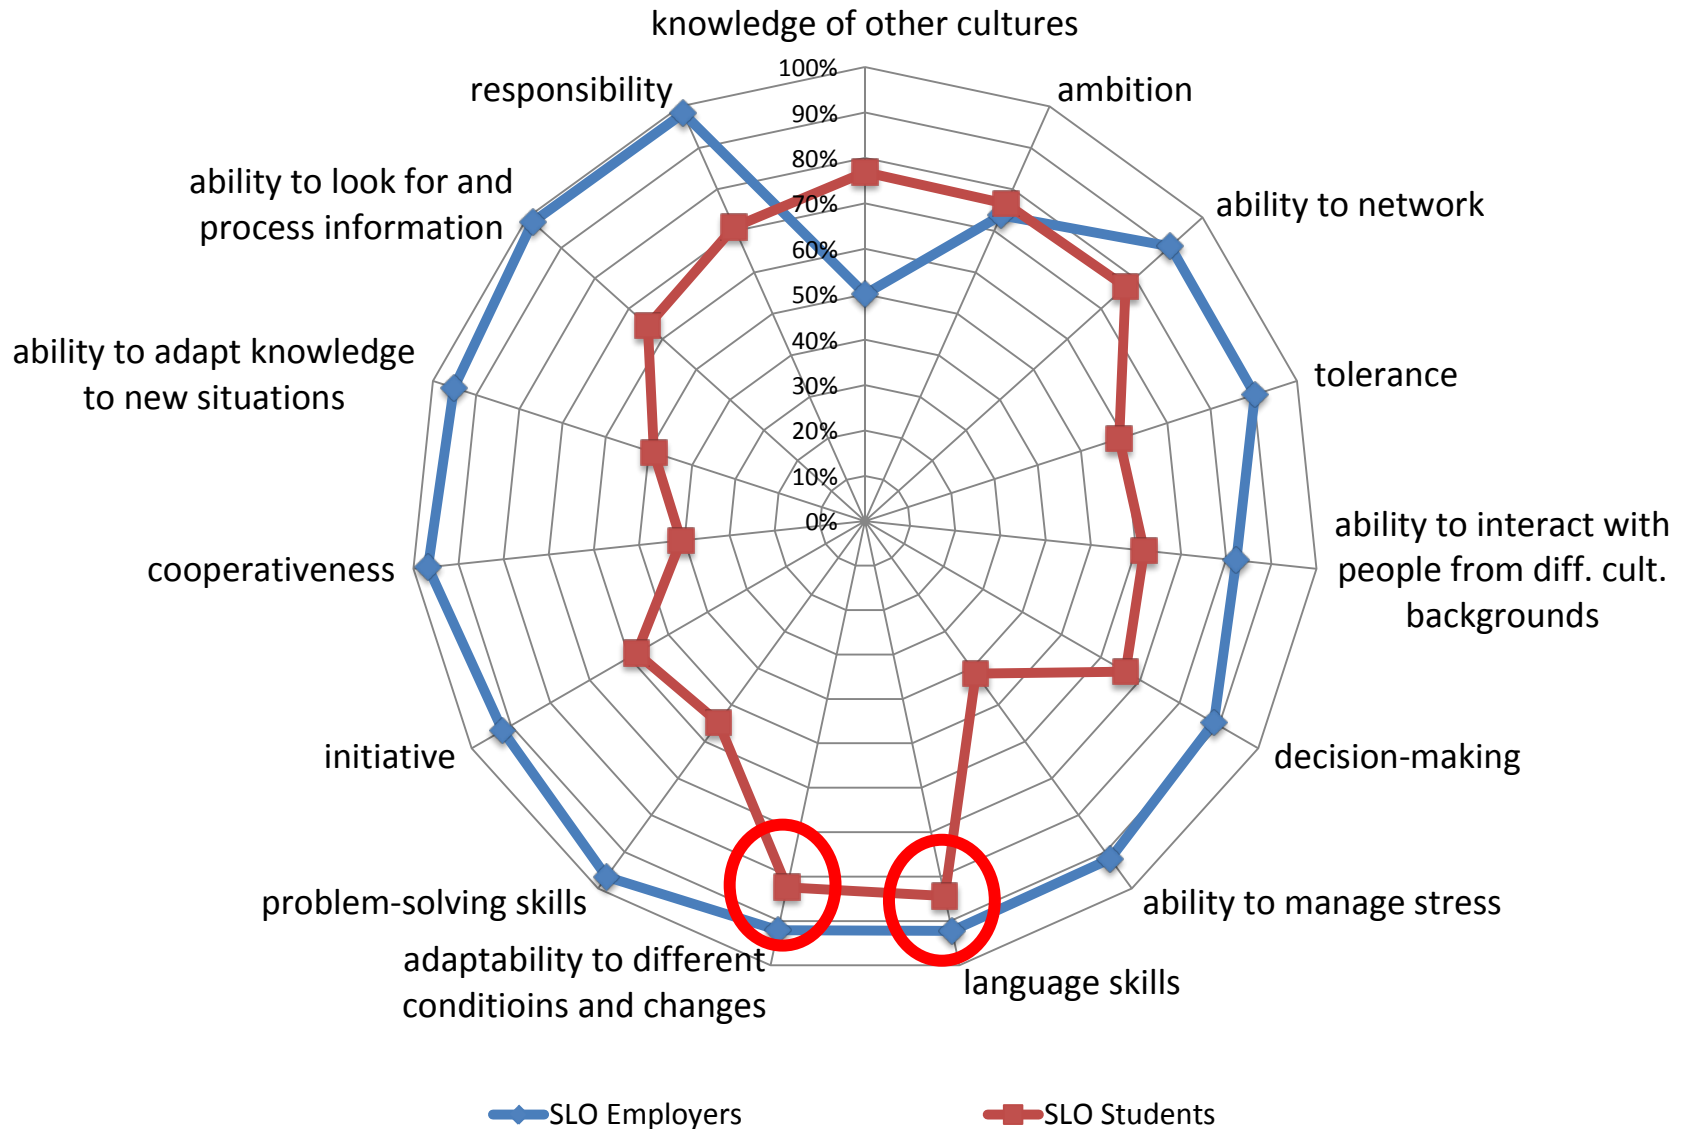 knowledge of other cultures
100%
90%
80%
70%
60%
50%
40%
30%
20%
10%
0%
ambition
ability to network
tolerance
ability to interact with
people from diff. cult.
backgrounds
decision-making
ability to manage stress
language skills
adaptability to different
conditioins and changes
problem-solving skills
initiative
cooperativeness
ability to adapt knowledge
to new situations
ability to look for and
process information
responsibility
SLO Employers
SLO Students